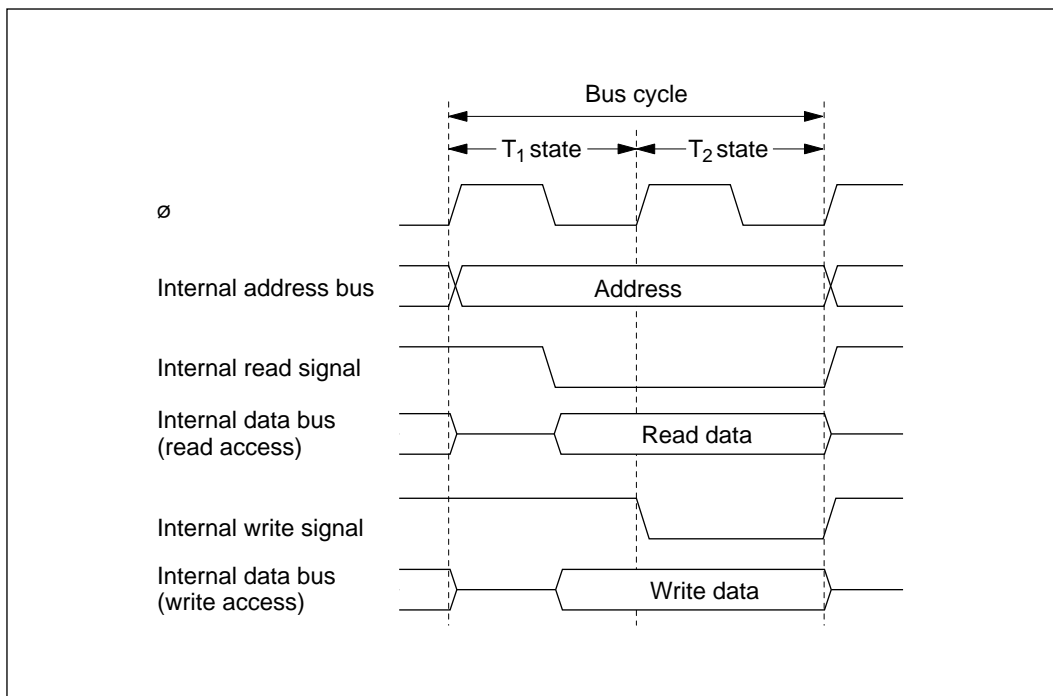 Bus cycle
T1 state T2 state
ø
Internal address bus Address
Internal read signal
Internal data bus
(read access) Read data
Internal write signal
Internal data bus
(write access) Write data